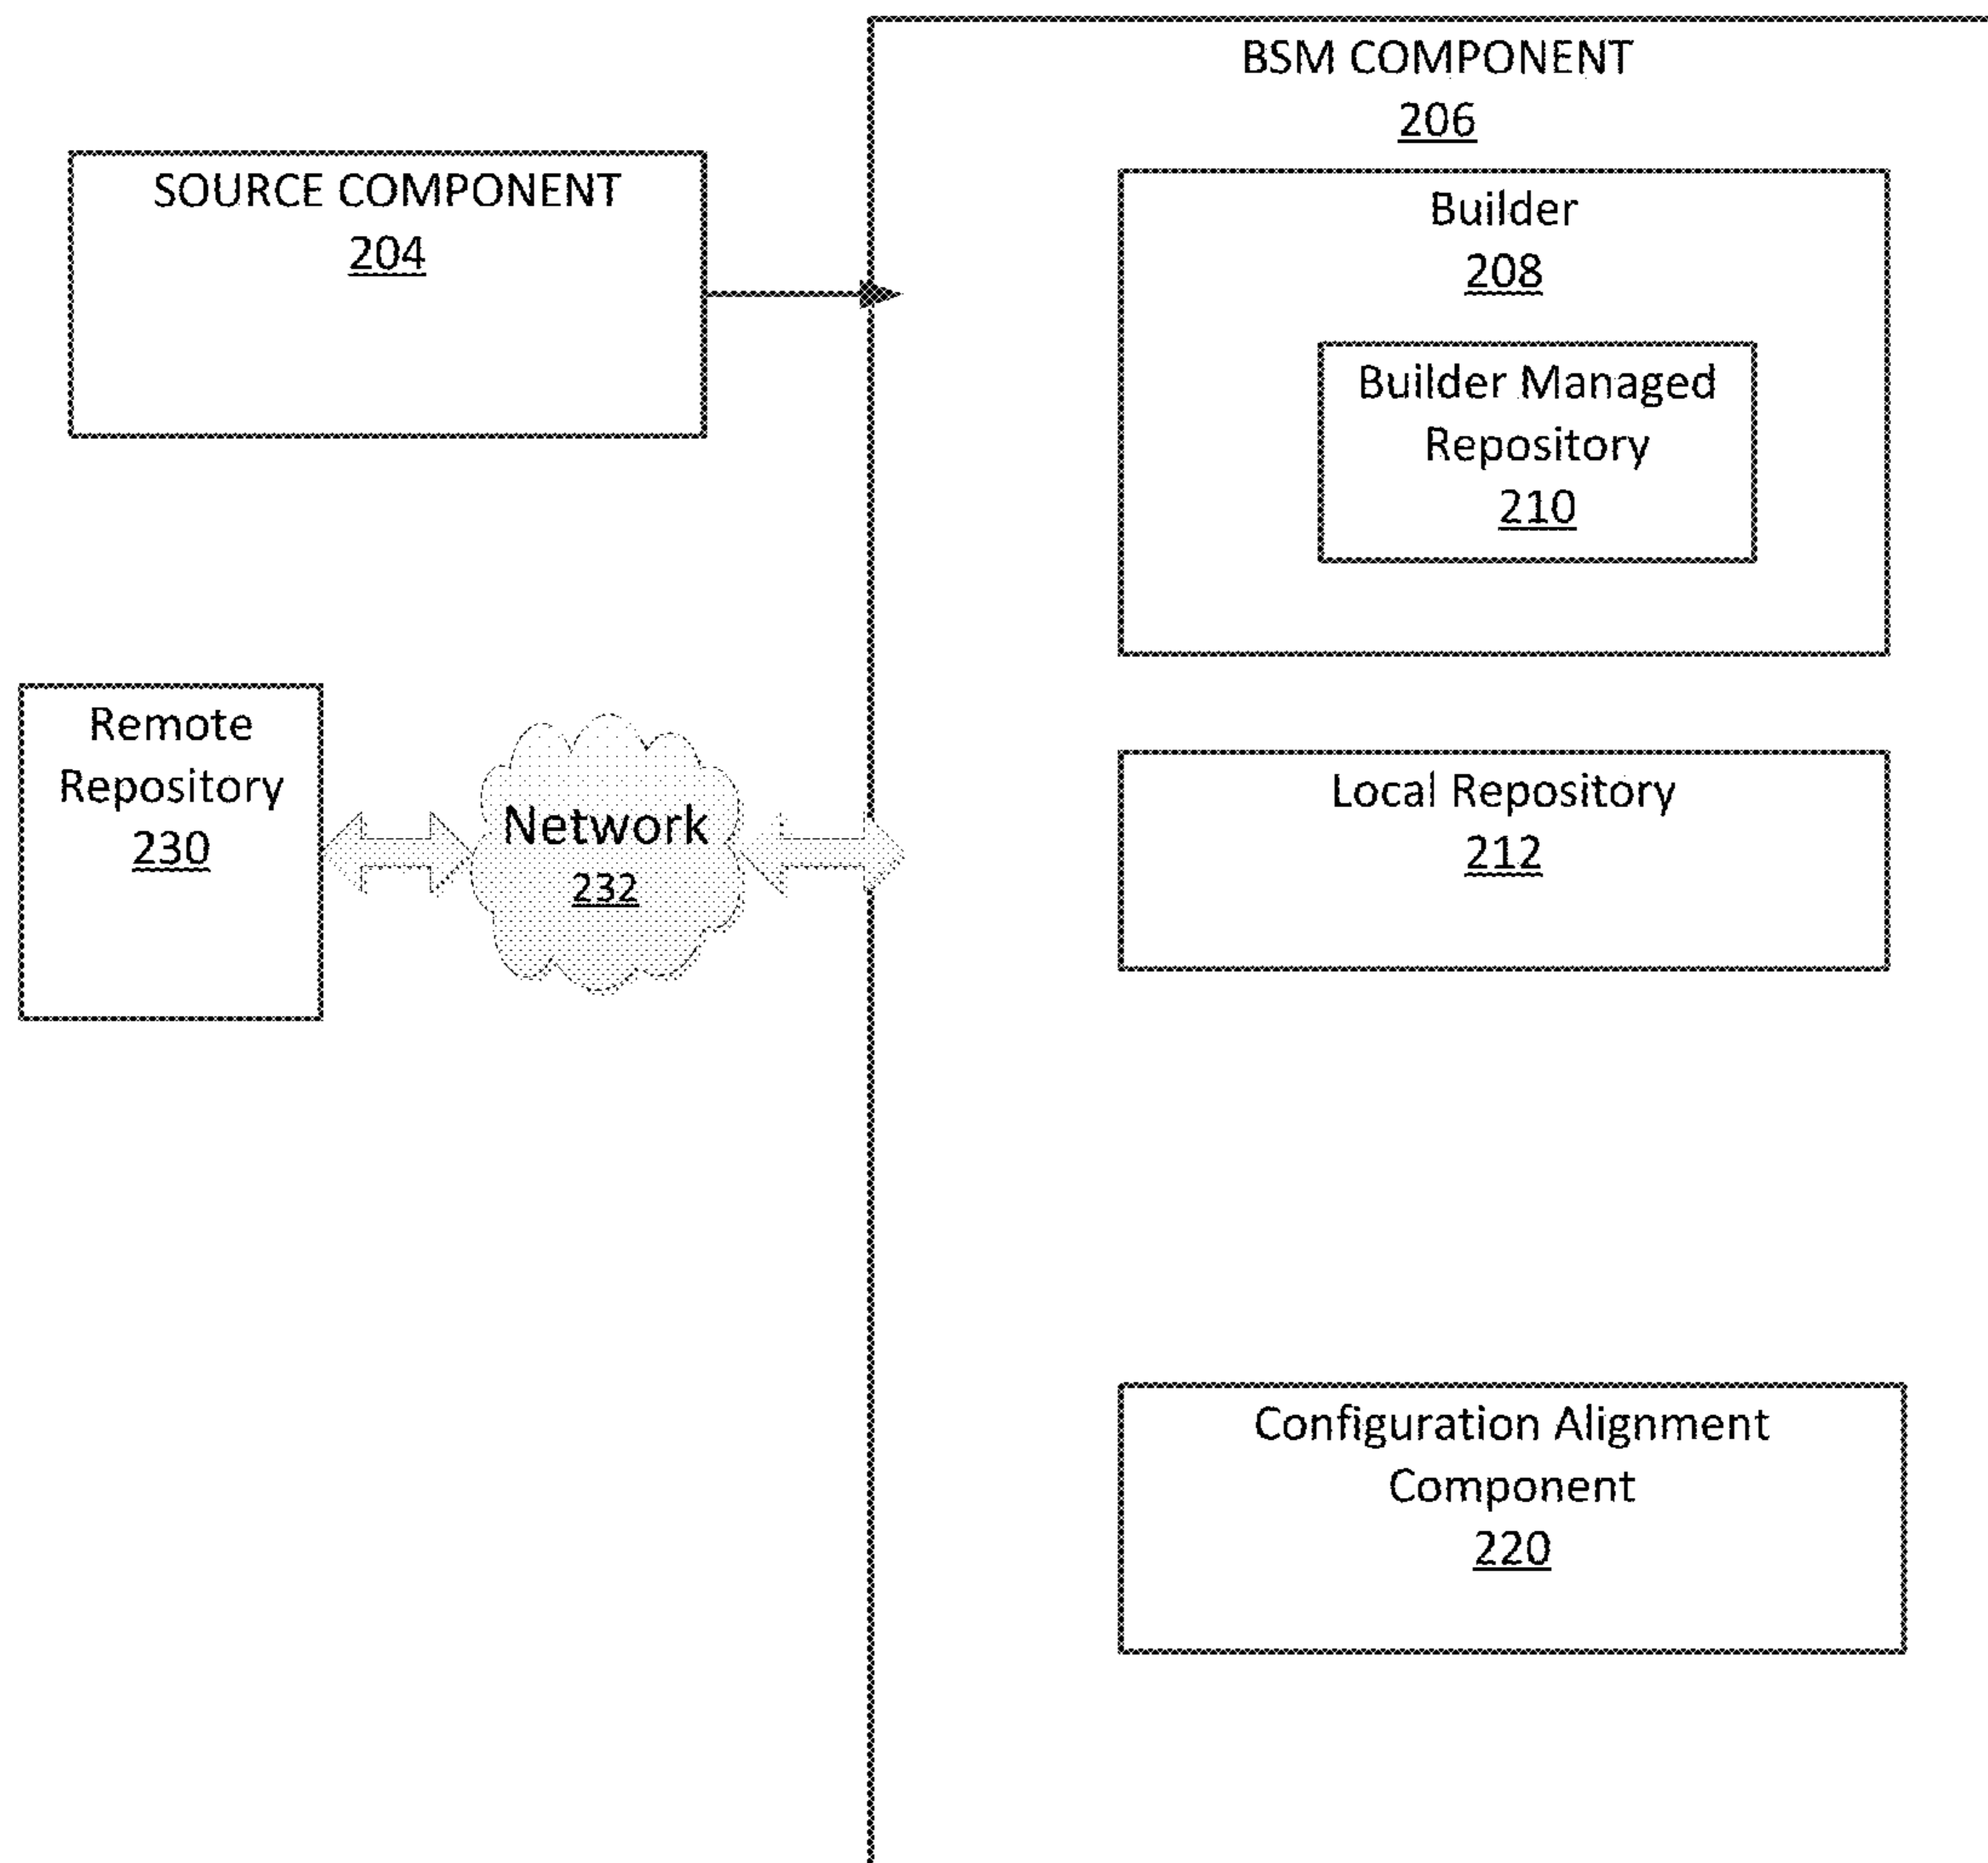 BSM COMPONENT
206
SOURCE COMPONENT
204
Builder
208
Builder Managed
Repository
210
Remote
Repository
230
Network
232
Local Repository
212
Configuration Alignment
Component
220